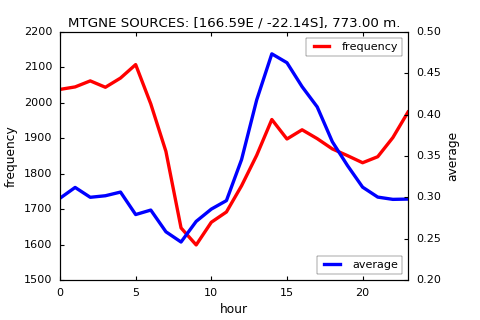 MTGNE SOURCES: [166.59E / -22.14S], 773.00 m.
2200
2100
2000
1900
1800
1700
1600
1500
frequency
0.50
0.45
0.40
0.35
0.30
0.25
0.20
average
frequency
average
0 5 10 15 20
hour